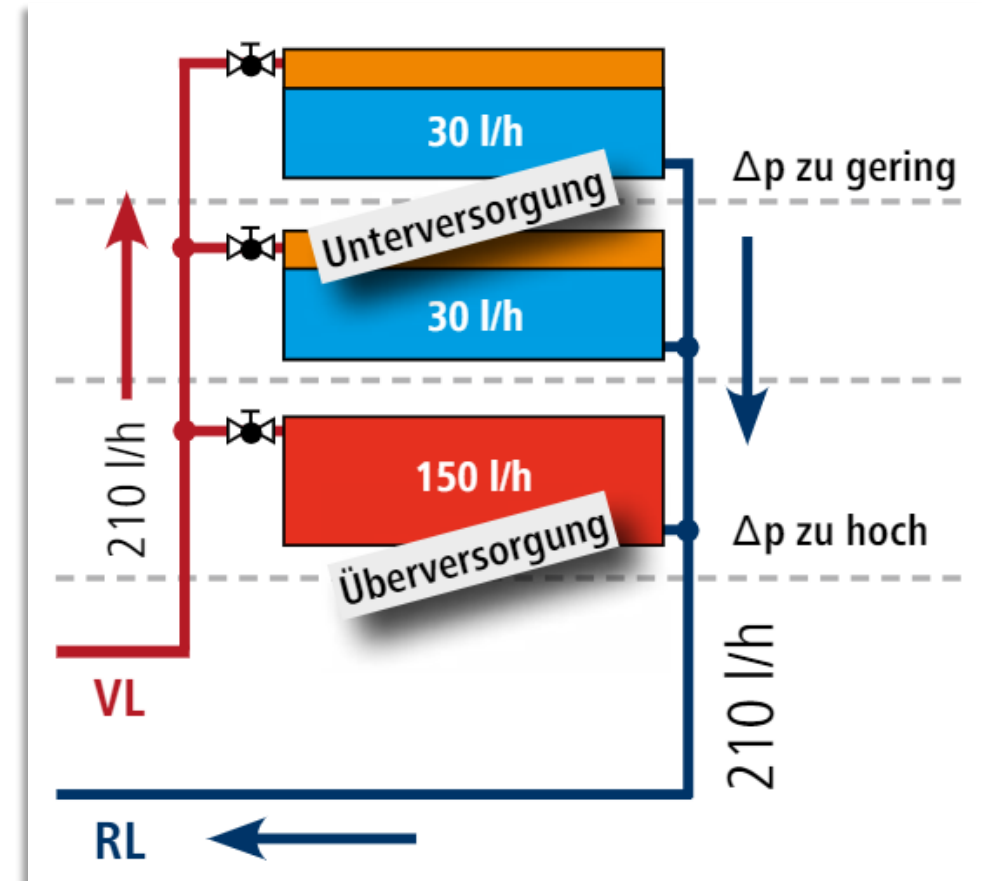 30 l/h
Δp zu gering
Unterversorgung
30 l/h
210 l/h
150 l/h
Δp zu hoch
Überversorgung
VL
210 l/h
RL